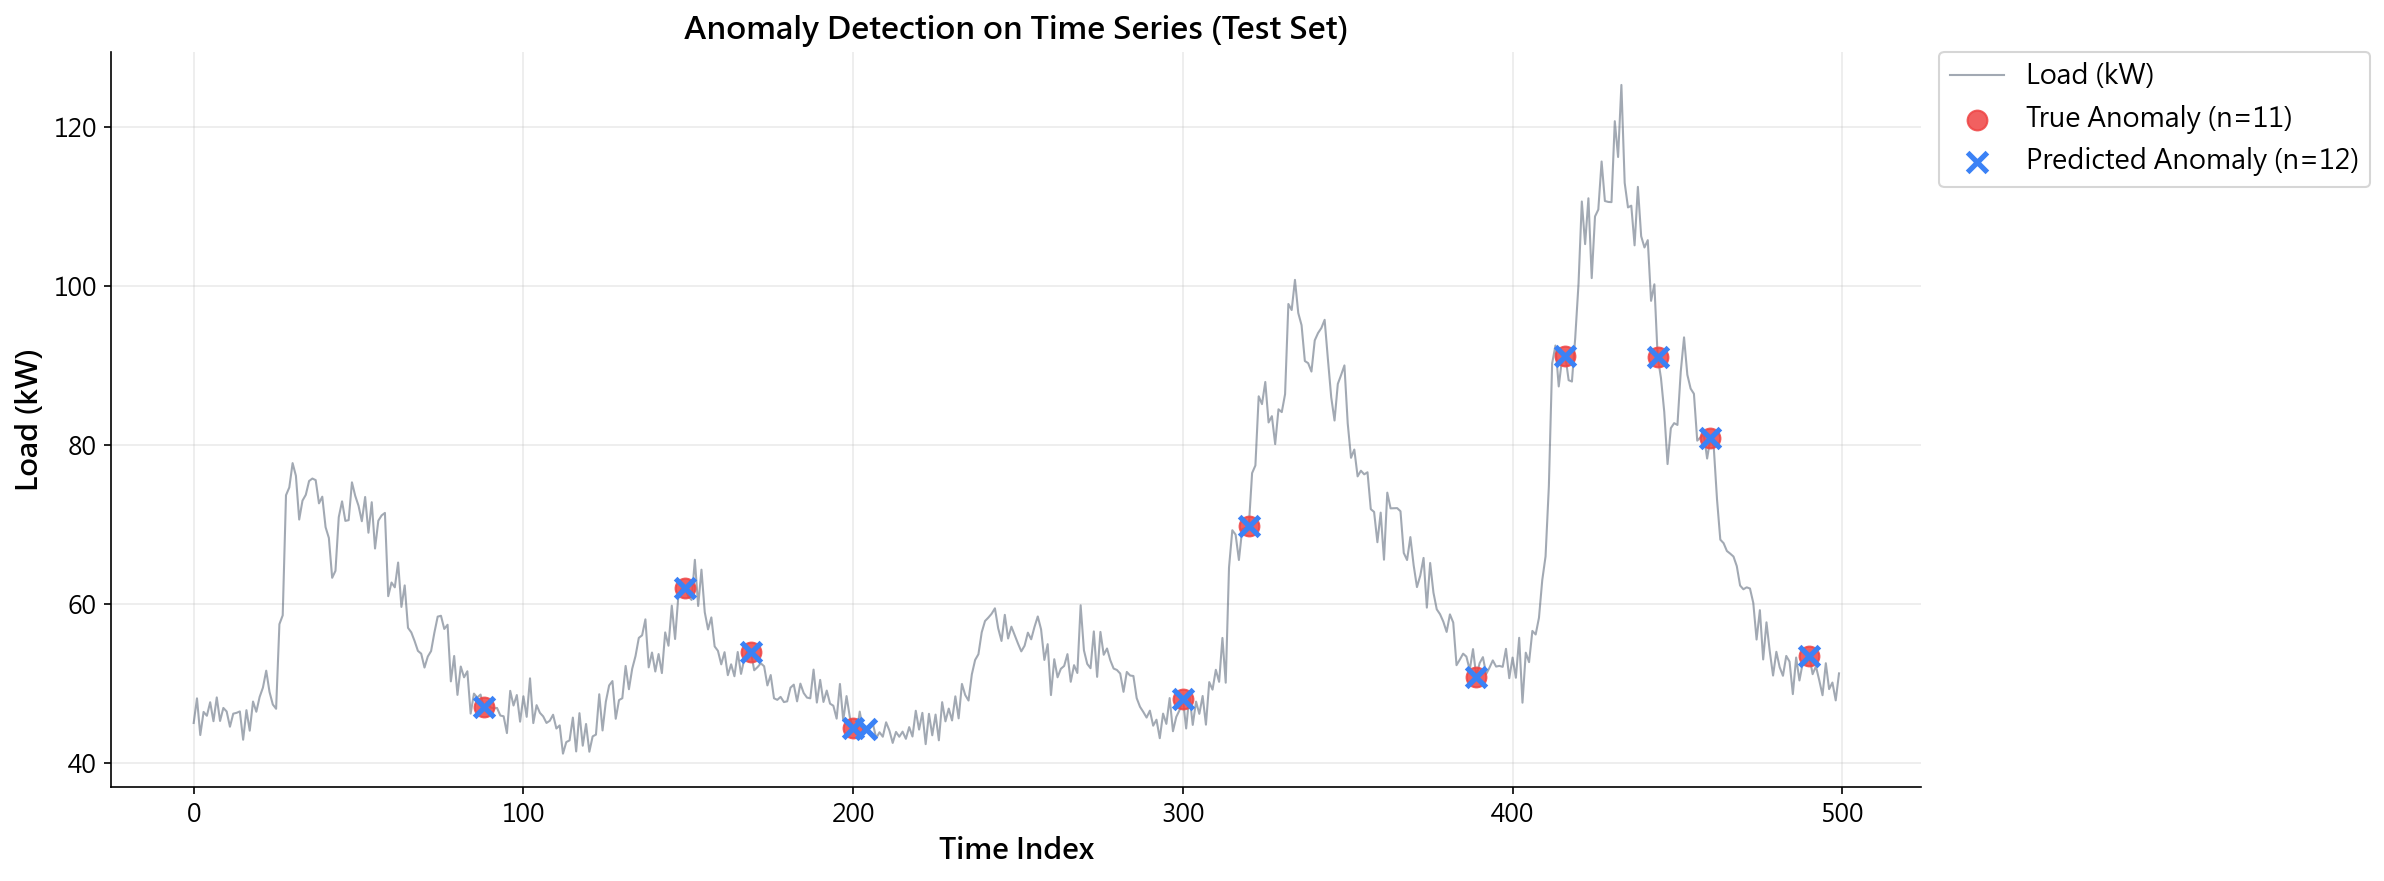 Anomaly Detection on Time Series (Test Set)
Load (kW)
True Anomaly (n=11)
Predicted Anomaly (n=12)
Load (kW)
120
100
80
60
40
0
100
200
300
400
500
Time Index